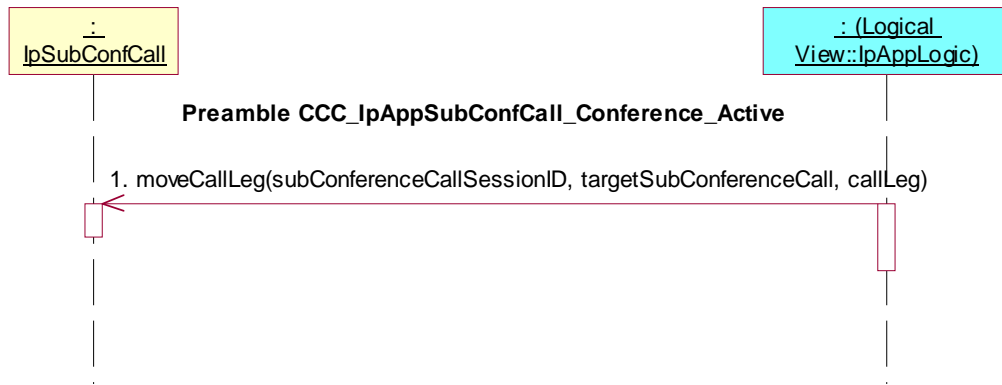 :
IpSubConfCall
: (Logical
View::IpAppLogic)
Preamble CCC_IpAppSubConfCall_Conference_Active
1. moveCallLeg(subConferenceCallSessionID, targetSubConferenceCall, callLeg)